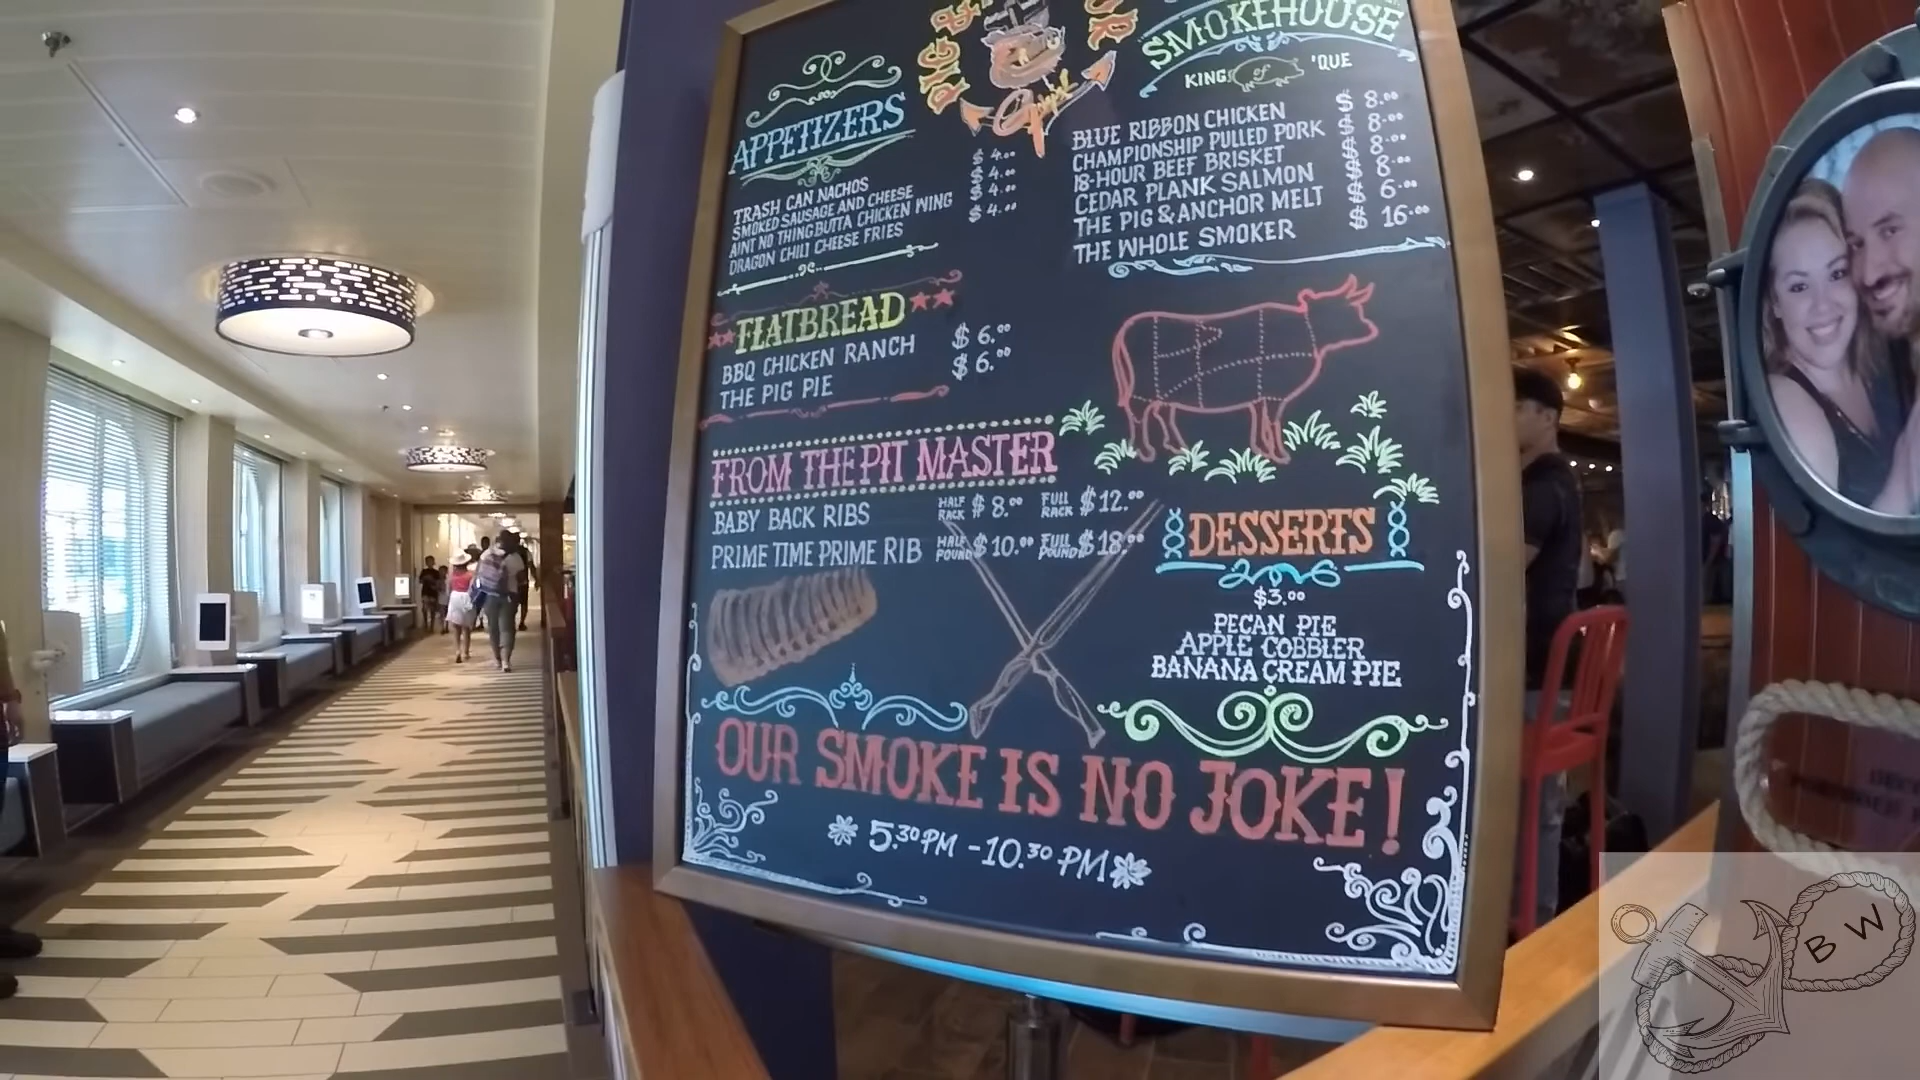 PIG &
SMOKEHOUSE
KING of 'QUE
APPETIZERS
TRASH CAN NACHOS $ 4.00
SMOKED SAUSAGE AND CHEESE $ 4.00
AINT NO THING BUTTA CHICKEN WING $ 4.00
DRAGON CHILI CHEESE FRIES $ 4.00
BLUE RIBBON CHICKEN $ 8.00
CHAMPIONSHIP PULLED PORK $ 8.00
18-HOUR BEEF BRISKET $ 8.00
CEDAR PLANK SALMON $ 8.00
THE PIG & ANCHOR MELT $ 6.00
THE WHOLE SMOKER $ 16.00
FLATBREAD
BBQ CHICKEN RANCH $ 6.00
THE PIG PIE $ 6.00
FROM THE PIT MASTER
BABY BACK RIBS HALF RACK $ 8.00 FULL RACK $ 12.00
PRIME TIME PRIME RIB HALF POUND $ 10.00 FULL POUND $ 18.00
DESSERTS
$3.00
PECAN PIE
APPLE COBBLER
BANANA CREAM PIE
OUR SMOKE IS NO JOKE!
5.30 PM - 10.30 PM
B W